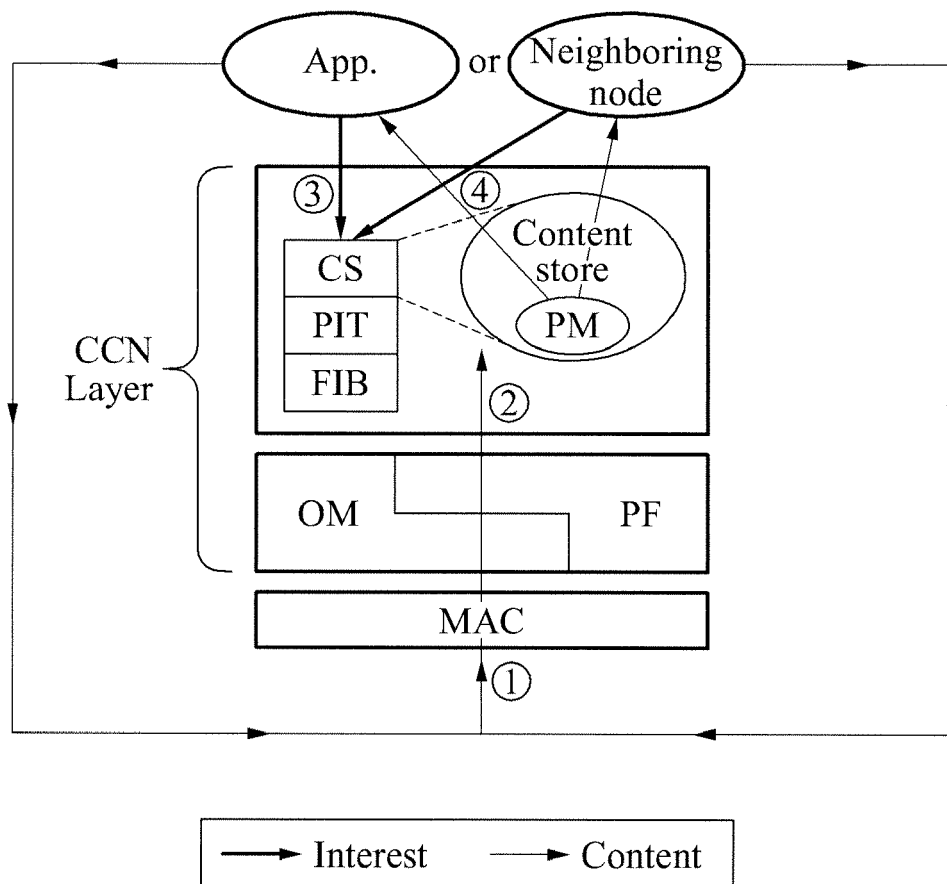 App.
or
Neighboring
node
③
④
CS
PIT
FIB
Content
store
PM
CCN
Layer
②
OM
PF
MAC
①
Interest
Content